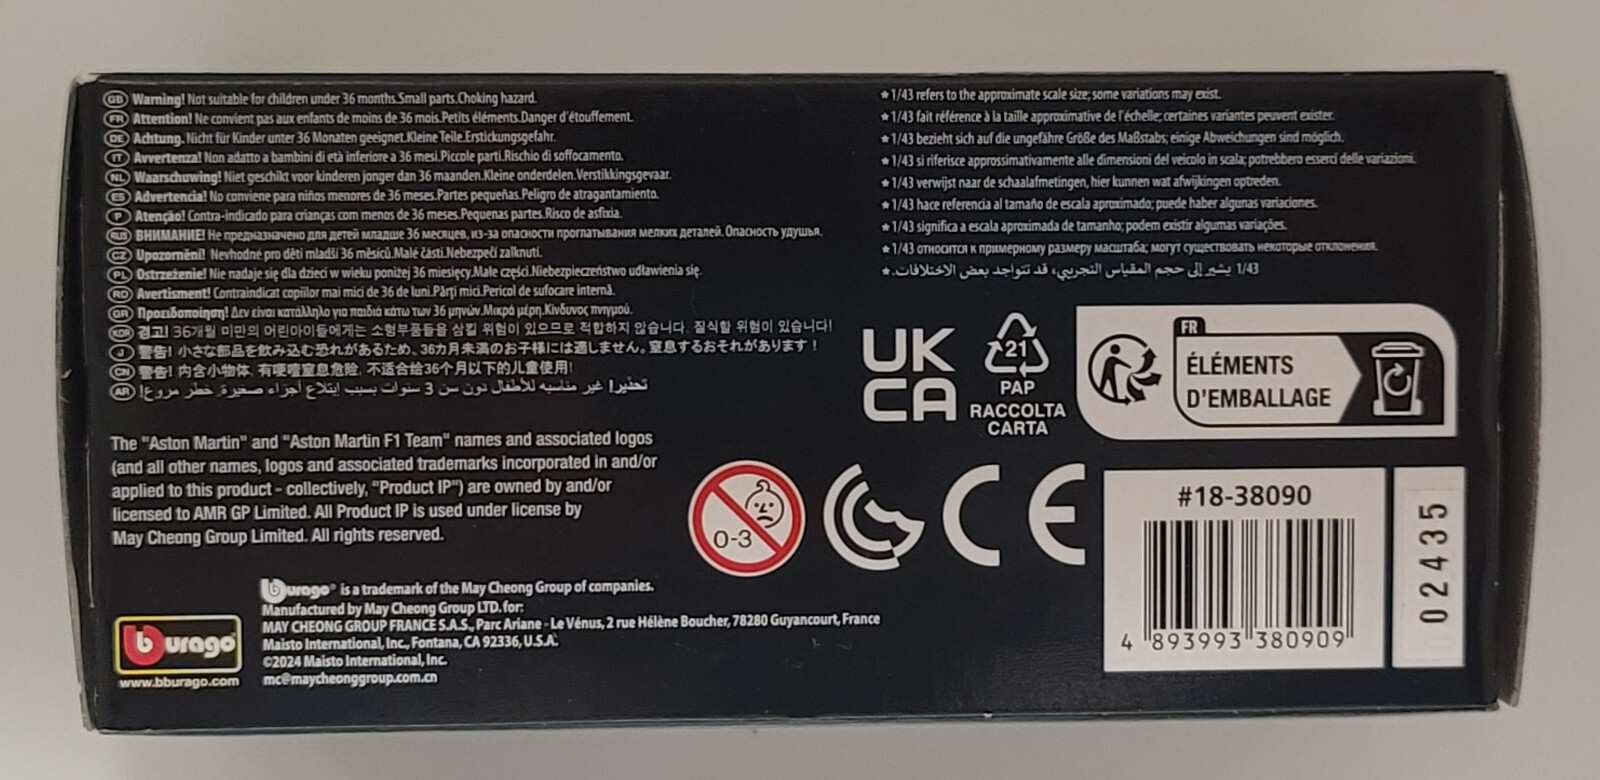 GB Warning! Not suitable for children under 36 months.Small parts.Choking hazard.
FR Attention! Ne convient pas aux enfants de moins de 36 mois.Petits éléments.Danger d'étouffement.
DE Achtung. Nicht für Kinder unter 36 Monaten geeignet.Kleine Teile.Erstickungsgefahr.
IT Avvertenza! Non adatto a bambini di età inferiore a 36 mesi.Piccole parti.Rischio di soffocamento.
NL Waarschuwing! Niet geschikt voor kinderen jonger dan 36 maanden.Kleine onderdelen.Verstikkingsgevaar.
ES Advertencia! No conviene para niños menores de 36 meses.Partes pequeñas.Peligro de atragantamiento.
P Atenção! Contra-indicado para crianças com menos de 36 meses.Pequenas partes.Risco de asfixia.
RUS ВНИМАНИЕ! Не предназначено для детей младше 36 месяцев, из-за опасности проглатывания мелких деталей. Опасность удушья.
CZ Upozornění! Nevhodné pro děti mladší 36 měsíců.Malé části.Nebezpečí zalknutí.
PL Ostrzeżenie! Nie nadaje się dla dzieci w wieku poniżej 36 miesięcy.Małe części.Niebezpieczeństwo udławienia się.
RO Avertisment! Contraindicat copiilor mai mici de 36 de luni.Părți mici.Pericol de sufocare internă.
GR Προειδοποίηση! Δεν είναι κατάλληλο για παιδιά κάτω των 36 μηνών.Μικρά μέρη.Κίνδυνος πνιγμού.
KOR 경고! 36개월 미만의 어린아이들에게는 소형부품들을 삼킬 위험이 있으므로 적합하지 않습니다. 질식할 위험이 있습니다!
J 警告! 小さな部品を飲み込む恐れがあるため、36カ月未満のお子様には適しません。窒息するおそれがあります!
CN 警告! 内含小物体, 有哽噎窒息危险, 不适合给36个月以下的儿童使用!
AR تحذير! غير مناسبه للأطفال دون سن 3 سنوات بسبب ابتلاع أجزاء صغيرة. خطر مروع!
★1/43 refers to the approximate scale size; some variations may exist.
★1/43 fait référence à la taille approximative de l'échelle; certaines variantes peuvent exister.
★1/43 bezieht sich auf die ungefähre Größe des Maßstabs; einige Abweichungen sind möglich.
★1/43 si riferisce approssimativamente alle dimensioni del veicolo in scala; potrebbero esserci delle variazioni.
★1/43 verwijst naar de schaalafmetingen, hier kunnen wat afwijkingen optreden.
★1/43 hace referencia al tamaño de escala aproximado; puede haber algunas variaciones.
★1/43 significa a escala aproximada de tamanho; podem existir algumas variações.
★1/43 относится к примерному размеру масштаба; могут существовать некоторые отклонения.
1/43 يشير إلى حجم المقياس التجريبي، قد تتواجد بعض الاختلافات.★
UK
CA
21
PAP
RACCOLTA
CARTA
FR
ÉLÉMENTS
D'EMBALLAGE
The "Aston Martin" and "Aston Martin F1 Team" names and associated logos
(and all other names, logos and associated trademarks incorporated in and/or
applied to this product - collectively, "Product IP") are owned by and/or
licensed to AMR GP Limited. All Product IP is used under license by
May Cheong Group Limited. All rights reserved.
0-3
CE
#18-38090
4 893993 380909
02435
burago
www.bburago.com
burago® is a trademark of the May Cheong Group of companies.
Manufactured by May Cheong Group LTD. for:
MAY CHEONG GROUP FRANCE S.A.S., Parc Ariane - Le Vénus, 2 rue Hélène Boucher, 78280 Guyancourt, France
Maisto International, Inc., Fontana, CA 92336, U.S.A.
©2024 Maisto International, Inc.
mc@maycheonggroup.com.cn